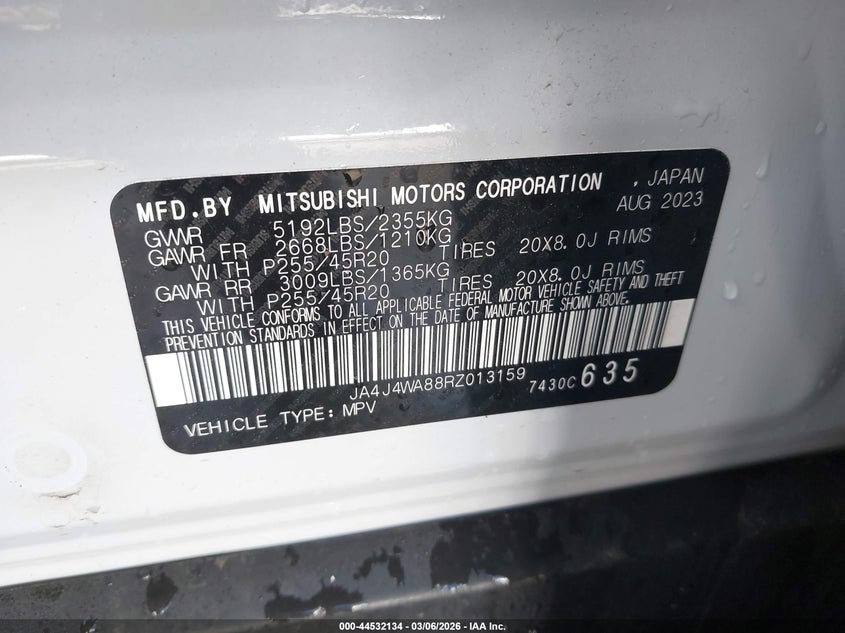 MFD.BY MITSUBISHI MOTORS CORPORATION , JAPAN
AUG 2023
GVWR 5192LBS/2355KG
GAWR FR 2668LBS/1210KG
WITH P255/45R20 TIRES 20X8.0J RIMS
GAWR RR 3009LBS/1365KG
WITH P255/45R20 TIRES 20X8.0J RIMS
THIS VEHICLE CONFORMS TO ALL APPLICABLE FEDERAL MOTOR VEHICLE SAFETY AND THEFT
PREVENTION STANDARDS IN EFFECT ON THE DATE OF MANUFACTURE SHOWN ABOVE.
JA4J4WA88RZ013159 7430C 635
VEHICLE TYPE: MPV
000-44532134 - 03/06/2026 - IAA Inc.